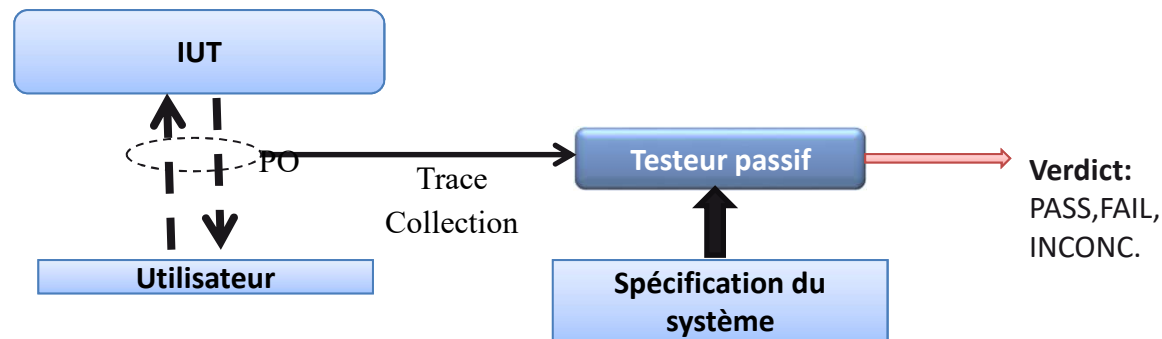 IUT
PO
Trace
Collection
Testeur passif
Verdict:
PASS,FAIL,
INCONC.
Utilisateur
Spécification du
système